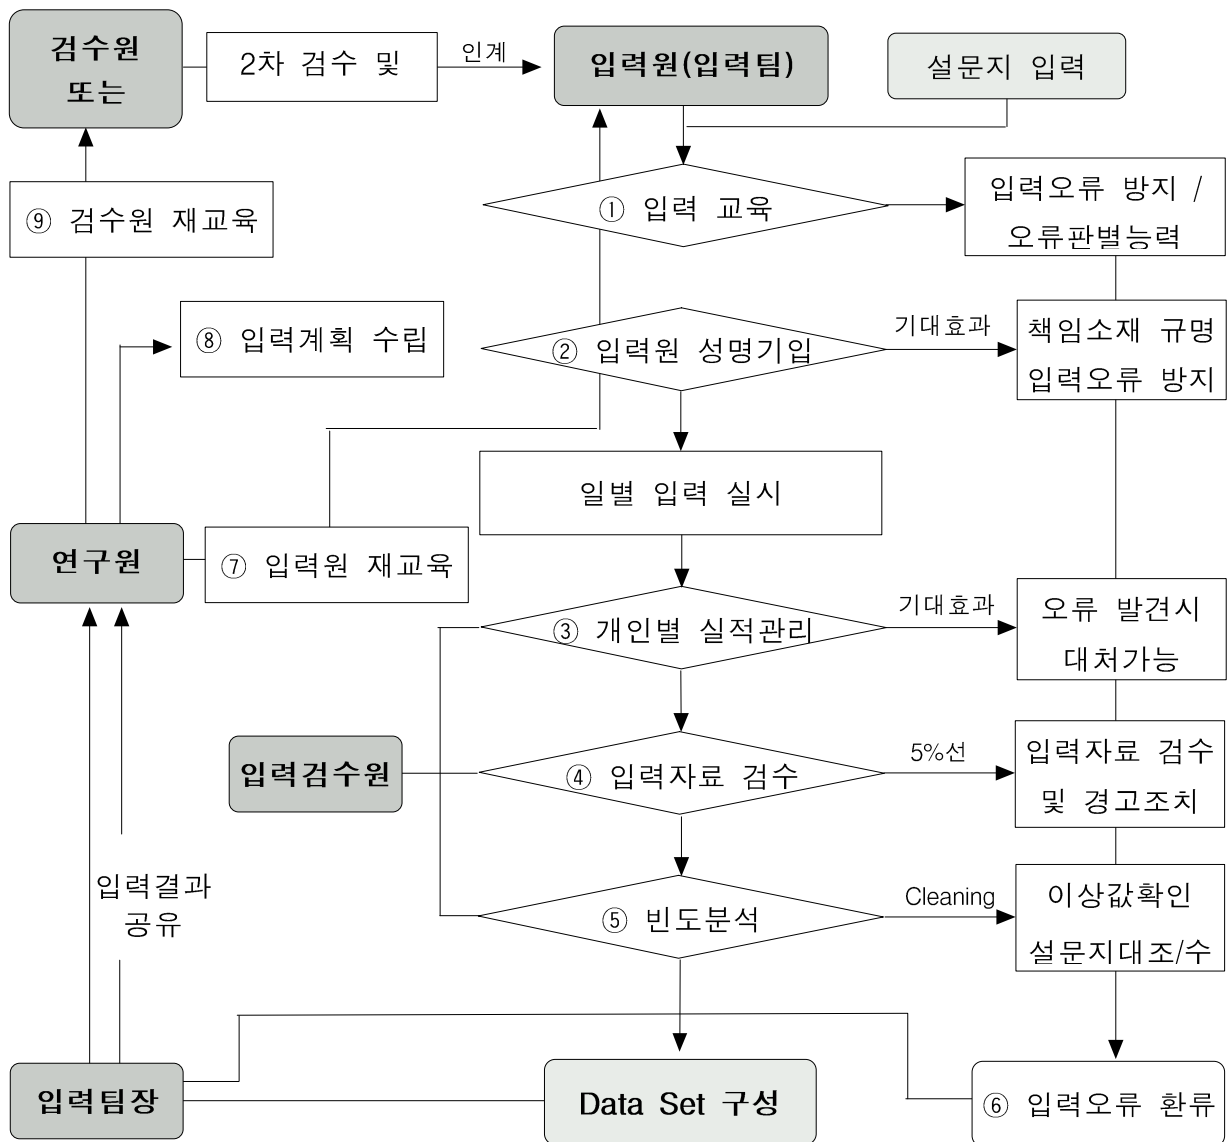 검수원
또는
2차 검수 및
인계
입력원(입력팀)
설문지 입력
⑨ 검수원 재교육
① 입력 교육
입력오류 방지 /
오류판별능력
⑧ 입력계획 수립
② 입력원 성명기입
기대효과
책임소재 규명
입력오류 방지
일별 입력 실시
연구원
⑦ 입력원 재교육
③ 개인별 실적관리
기대효과
오류 발견시
대처가능
입력검수원
④ 입력자료 검수
5%선
입력자료 검수
및 경고조치
입력결과
공유
⑤ 빈도분석
Cleaning
이상값확인
설문지대조/수
입력팀장
Data Set 구성
⑥ 입력오류 환류